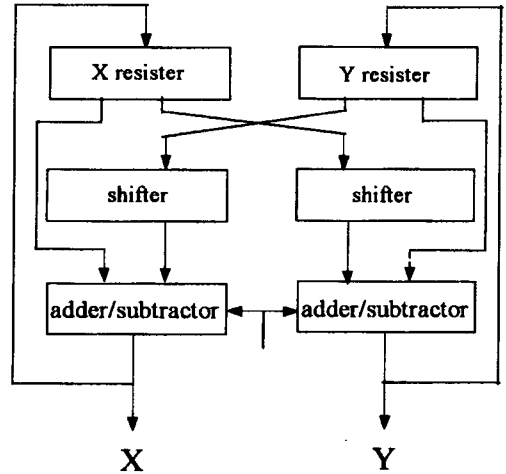 X resister
Y resister
shifter
shifter
adder/subtractor
adder/subtractor
X
Y